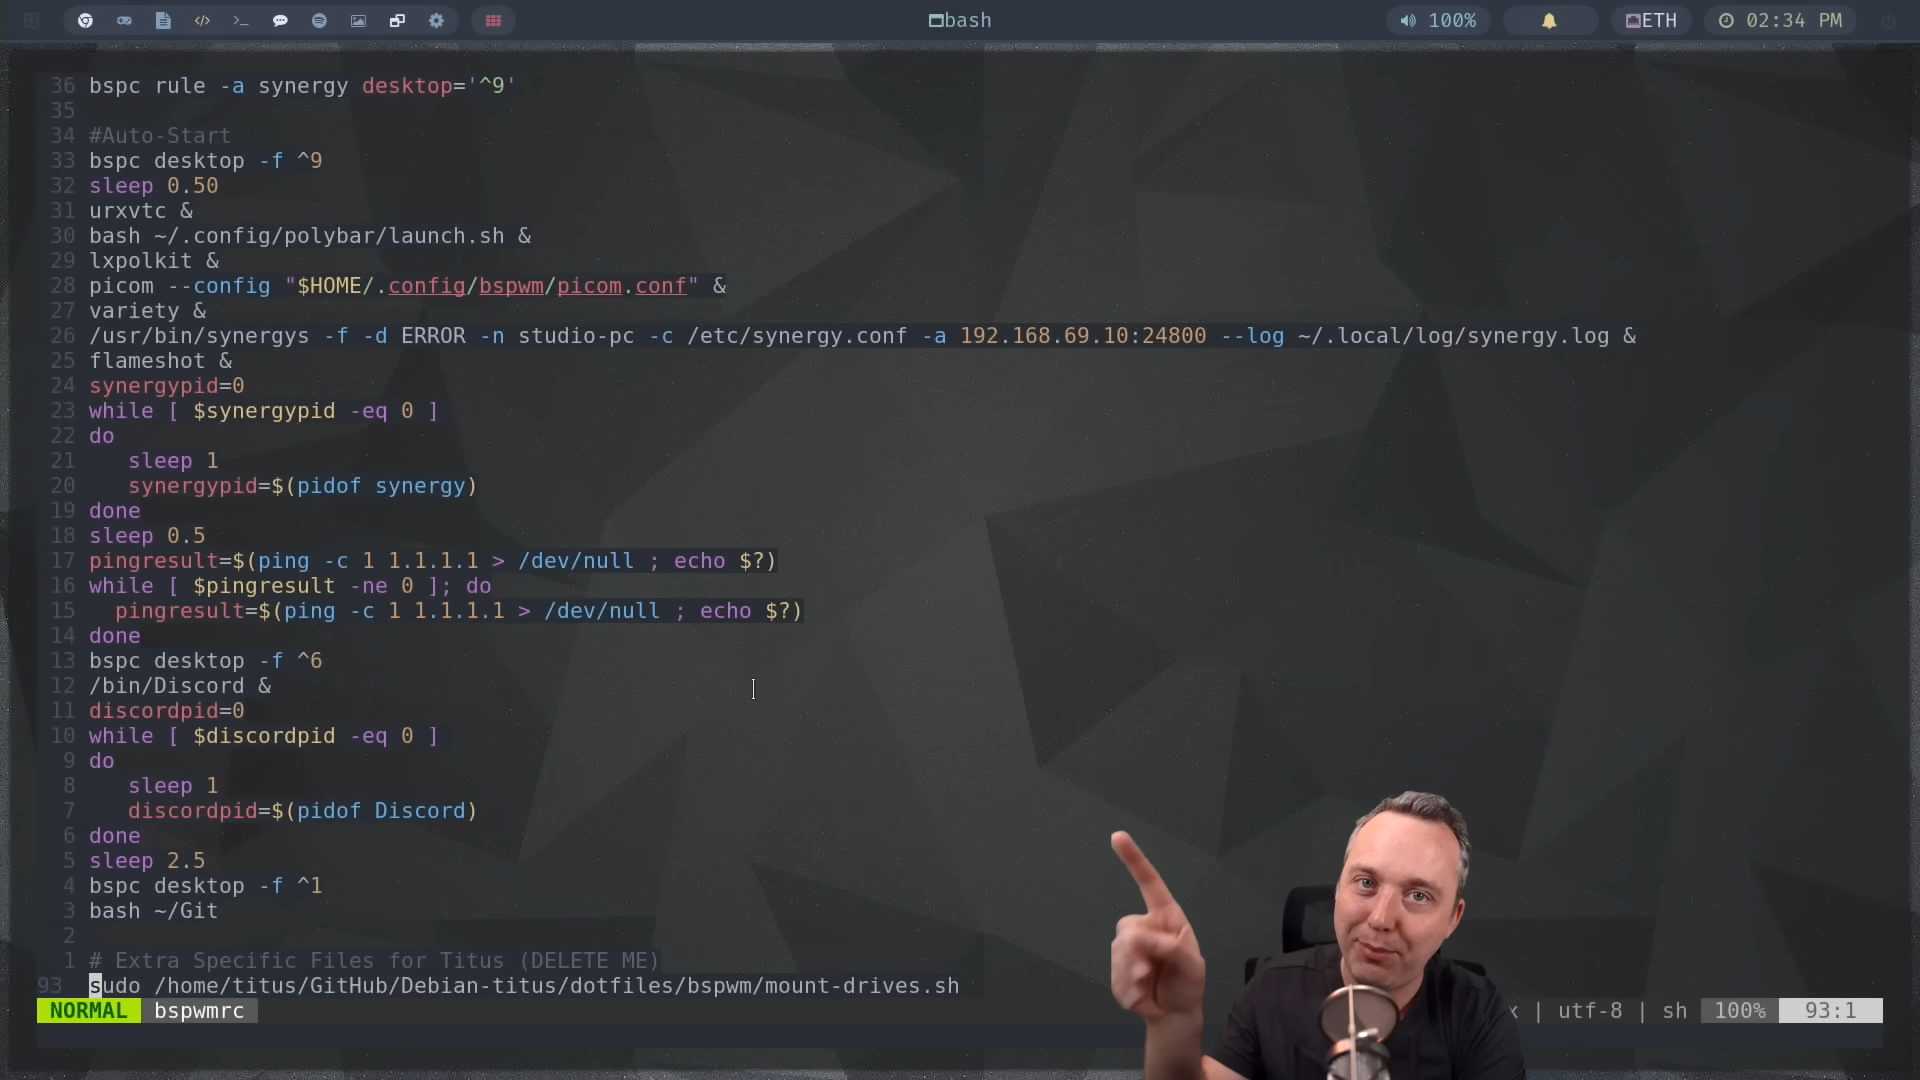 bash
100%
ETH
02:34 PM
36 bspc rule -a synergy desktop='^9'
35
34 #Auto-Start
33 bspc desktop -f ^9
32 sleep 0.50
31 urxvtc &
30 bash ~/.config/polybar/launch.sh &
29 lxpolkit &
28 picom --config "$HOME/.config/bspwm/picom.conf" &
27 variety &
26 /usr/bin/synergys -f -d ERROR -n studio-pc -c /etc/synergy.conf -a 192.168.69.10:24800 --log ~/.local/log/synergy.log &
25 flameshot &
24 synergypid=0
23 while [ $synergypid -eq 0 ]
22 do
21    sleep 1
20    synergypid=$(pidof synergy)
19 done
18 sleep 0.5
17 pingresult=$(ping -c 1 1.1.1.1 > /dev/null ; echo $?)
16 while [ $pingresult -ne 0 ]; do
15   pingresult=$(ping -c 1 1.1.1.1 > /dev/null ; echo $?)
14 done
13 bspc desktop -f ^6
12 /bin/Discord &
11 discordpid=0
10 while [ $discordpid -eq 0 ]
9 do
8    sleep 1
7    discordpid=$(pidof Discord)
6 done
5 sleep 2.5
4 bspc desktop -f ^1
3 bash ~/Git
2
1 # Extra Specific Files for Titus (DELETE ME)
93 sudo /home/titus/GitHub/Debian-titus/dotfiles/bspwm/mount-drives.sh
NORMAL bspwmrc x | utf-8 | sh 100% 93:1